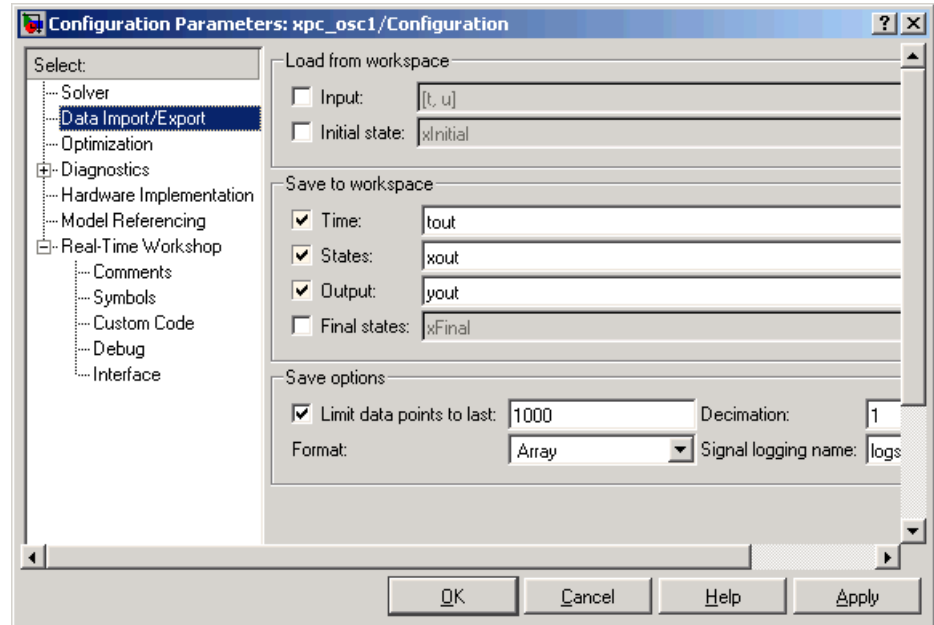 Configuration Parameters: xpc_osc1/Configuration
Select:
Solver
Data Import/Export
Optimization
Diagnostics
Hardware Implementation
Model Referencing
Real-Time Workshop
Comments
Symbols
Custom Code
Debug
Interface
Load from workspace
Input: [t, u]
Initial state: xInitial
Save to workspace
Time: tout
States: xout
Output: yout
Final states: xFinal
Save options
Limit data points to last: 1000 Decimation: 1
Format: Array Signal logging name: logs
OK Cancel Help Apply